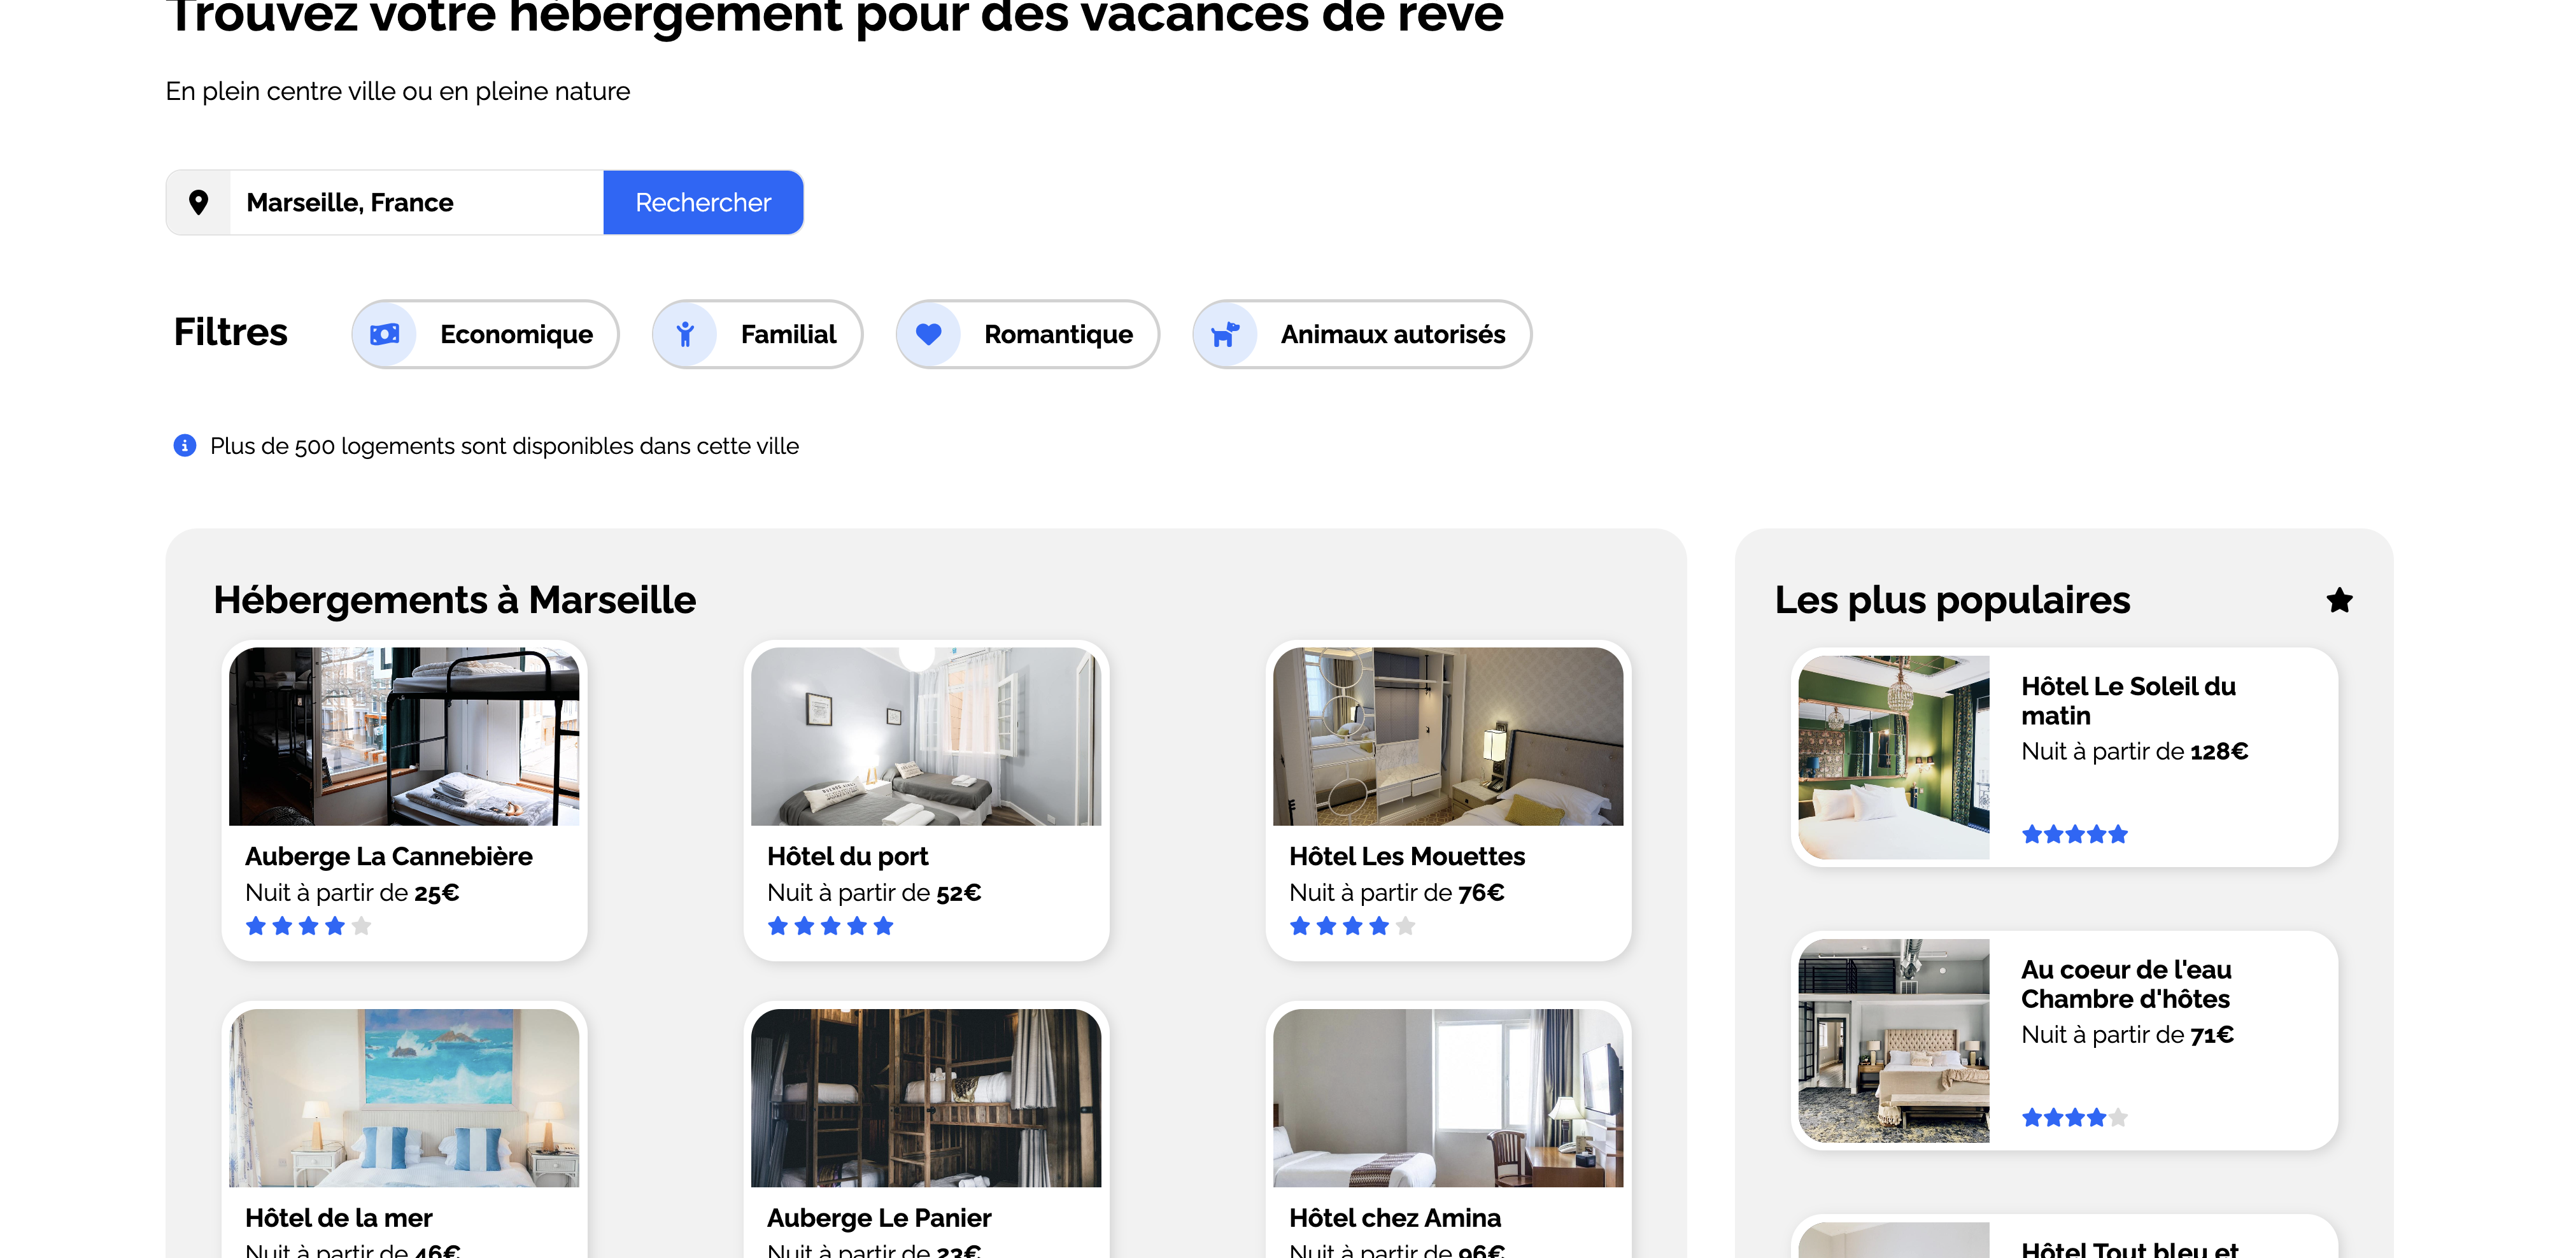 Trouvez votre hébergement pour des vacances de rêve
En plein centre ville ou en pleine nature
Marseille, France
Rechercher
Filtres
Economique
Familial
Romantique
Animaux autorisés
Plus de 500 logements sont disponibles dans cette ville
Hébergements à Marseille
Auberge La Cannebière
Nuit à partir de 25€
Hôtel du port
Nuit à partir de 52€
Hôtel Les Mouettes
Nuit à partir de 76€
Hôtel de la mer
Nuit à partir de 46€
Auberge Le Panier
Nuit à partir de 23€
Hôtel chez Amina
Nuit à partir de 96€
Les plus populaires
Hôtel Le Soleil du
matin
Nuit à partir de 128€
Au coeur de l'eau
Chambre d'hôtes
Nuit à partir de 71€
Hôtel Tout bleu et